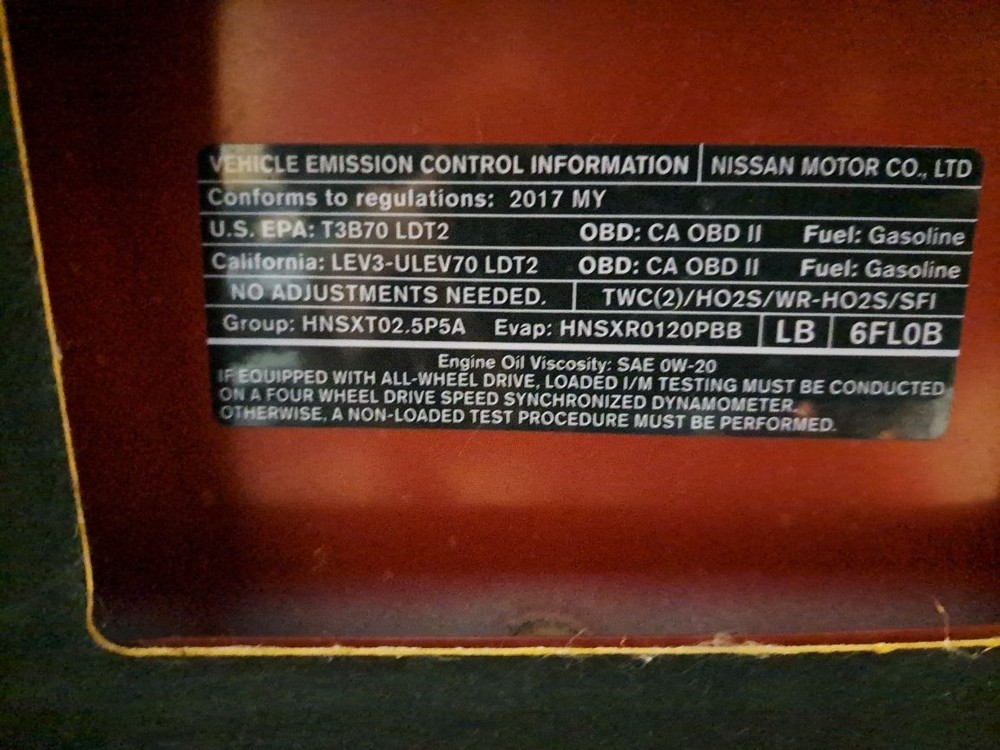 VEHICLE EMISSION CONTROL INFORMATION NISSAN MOTOR CO., LTD
Conforms to regulations: 2017 MY
U.S. EPA: T3B70 LDT2 OBD: CA OBD II Fuel: Gasoline
California: LEV3-ULEV70 LDT2 OBD: CA OBD II Fuel: Gasoline
NO ADJUSTMENTS NEEDED. TWC(2)/HO2S/WR-HO2S/SFI
Group: HNSXT02.5P5A Evap: HNSXR0120PBB LB 6FL0B
Engine Oil Viscosity: SAE 0W-20
IF EQUIPPED WITH ALL-WHEEL DRIVE, LOADED I/M TESTING MUST BE CONDUCTED
ON A FOUR WHEEL DRIVE SPEED SYNCHRONIZED DYNAMOMETER.
OTHERWISE, A NON-LOADED TEST PROCEDURE MUST BE PERFORMED.